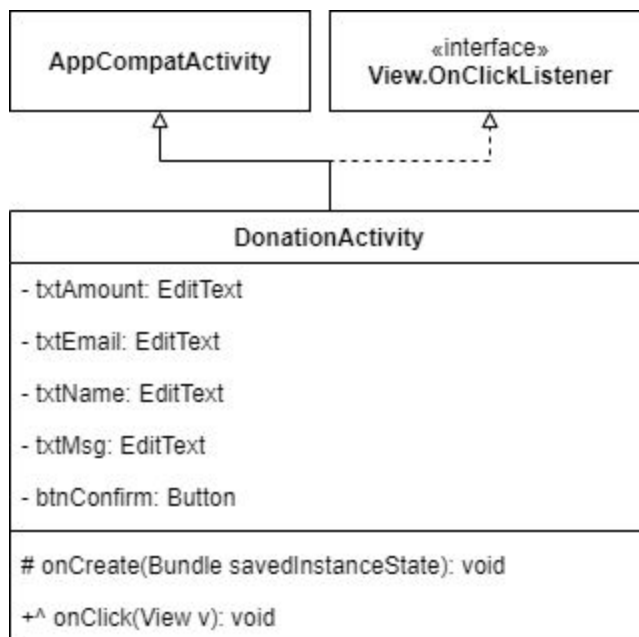 AppCompatActivity
«interface»
View.OnClickListener
DonationActivity
- txtAmount: EditText
- txtEmail: EditText
- txtName: EditText
- txtMsg: EditText
- btnConfirm: Button
# onCreate(Bundle savedInstanceState): void
+^ onClick(View v): void